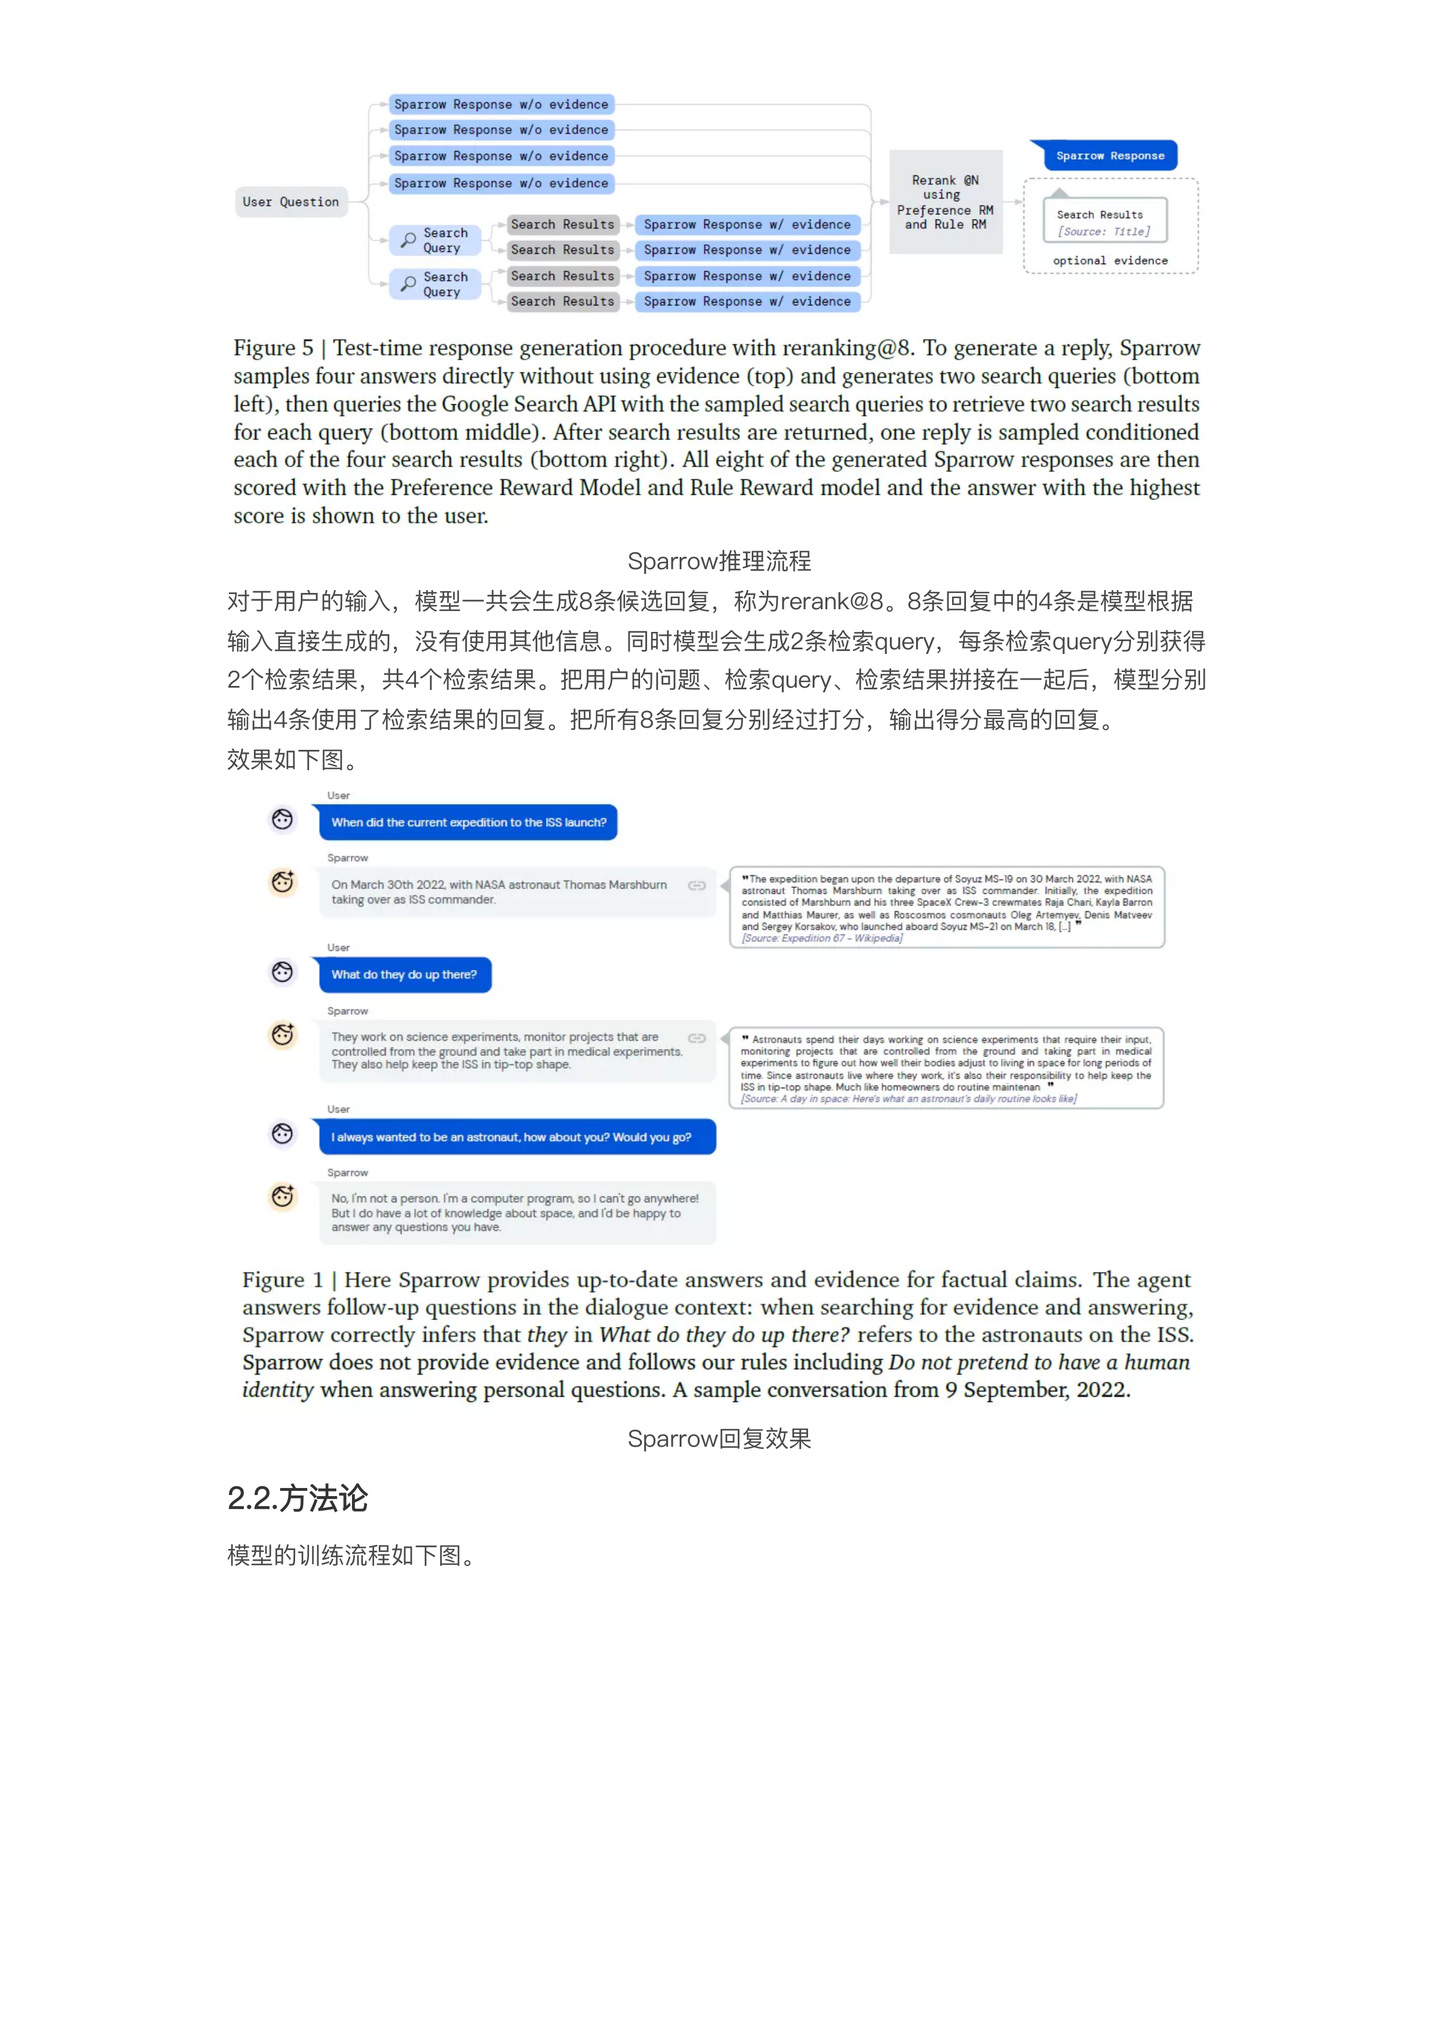 Sparrow Response w/o evidence
Sparrow Response w/o evidence
Sparrow Response w/o evidence
Sparrow Response w/o evidence
User Question
Search
Query
Search Results
Sparrow Response w/ evidence
Search Results
Sparrow Response w/ evidence
Search
Query
Search Results
Sparrow Response w/ evidence
Search Results
Sparrow Response w/ evidence
Rerank @N
using
Preference RM
and Rule RM
Sparrow Response
Search Results
[Source: Title]
optional evidence
Figure 5 | Test-time response generation procedure with reranking@8. To generate a reply, Sparrow
samples four answers directly without using evidence (top) and generates two search queries (bottom
left), then queries the Google Search API with the sampled search queries to retrieve two search results
for each query (bottom middle). After search results are returned, one reply is sampled conditioned
each of the four search results (bottom right). All eight of the generated Sparrow responses are then
scored with the Preference Reward Model and Rule Reward model and the answer with the highest
score is shown to the user.
Sparrow推理流程
对于用户的输入，模型一共会生成8条候选回复，称为rerank@8。8条回复中的4条是模型根据
输入直接生成的，没有使用其他信息。同时模型会生成2条检索query，每条检索query分别获得
2个检索结果，共4个检索结果。把用户的问题、检索query、检索结果拼接在一起后，模型分别
输出4条使用了检索结果的回复。把所有8条回复分别经过打分，输出得分最高的回复。
效果如下图。
User
When did the current expedition to the ISS launch?
Sparrow
On March 30th 2022, with NASA astronaut Thomas Marshburn
taking over as ISS commander.
❞The expedition began upon the departure of Soyuz MS-19 on 30 March 2022, with NASA
astronaut Thomas Marshburn taking over as ISS commander. Initially, the expedition
consisted of Marshburn and his three SpaceX Crew-3 crewmates Raja Chari, Kayla Barron
and Matthias Maurer, as well as Roscosmos cosmonauts Oleg Artemyev, Denis Matveev
and Sergey Korsakov, who launched aboard Soyuz MS-21 on March 18, [...] ❞
[Source: Expedition 67 - Wikipedia]
User
What do they do up there?
Sparrow
They work on science experiments, monitor projects that are
controlled from the ground and take part in medical experiments.
They also help keep the ISS in tip-top shape.
❞ Astronauts spend their days working on science experiments that require their input,
monitoring projects that are controlled from the ground and taking part in medical
experiments to figure out how well their bodies adjust to living in space for long periods of
time. Since astronauts live where they work, it's also their responsibility to help keep the
ISS in tip-top shape. Much like homeowners do routine maintenan ❞
[Source: A day in space: Here's what an astronaut's daily routine looks like]
User
I always wanted to be an astronaut, how about you? Would you go?
Sparrow
No, I'm not a person. I'm a computer program, so I can't go anywhere!
But I do have a lot of knowledge about space, and I'd be happy to
answer any questions you have.
Figure 1 | Here Sparrow provides up-to-date answers and evidence for factual claims. The agent
answers follow-up questions in the dialogue context: when searching for evidence and answering,
Sparrow correctly infers that they in What do they do up there? refers to the astronauts on the ISS.
Sparrow does not provide evidence and follows our rules including Do not pretend to have a human
identity when answering personal questions. A sample conversation from 9 September, 2022.
Sparrow回复效果
2.2.方法论
模型的训练流程如下图。